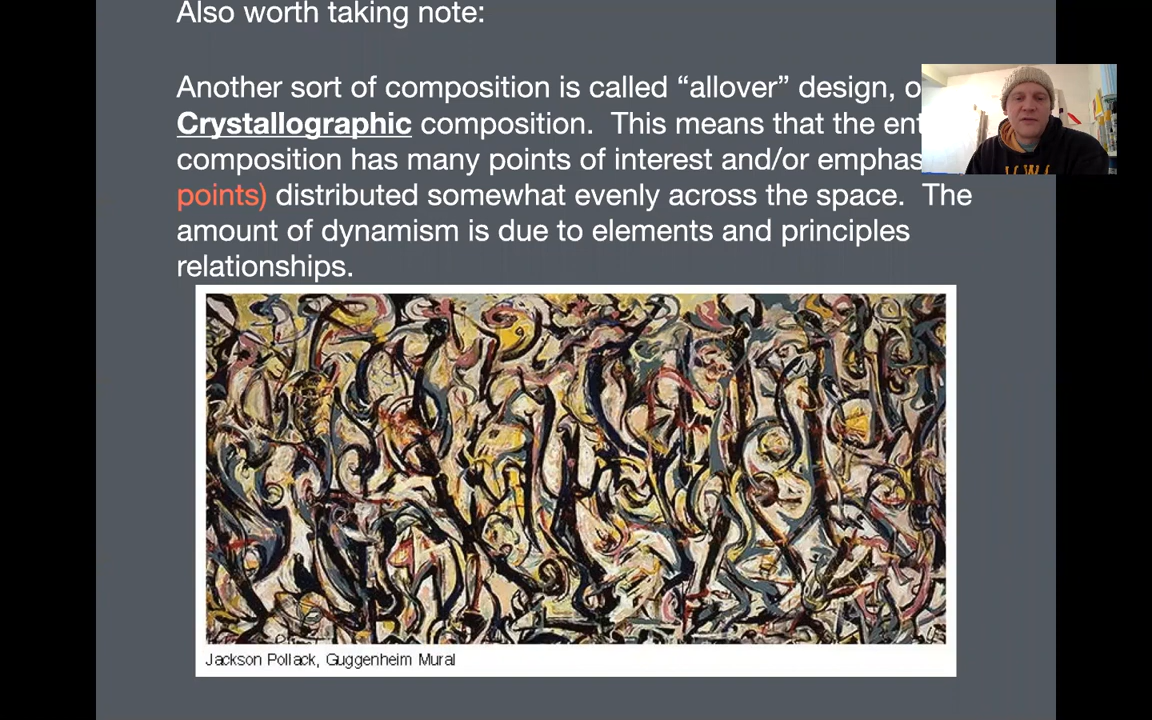 Also worth taking note:
Another sort of composition is called “allover” design, o
Crystallographic composition.  This means that the ent
composition has many points of interest and/or emphas
points) distributed somewhat evenly across the space.  The
amount of dynamism is due to elements and principles
relationships.
Jackson Pollack, Guggenheim Mural